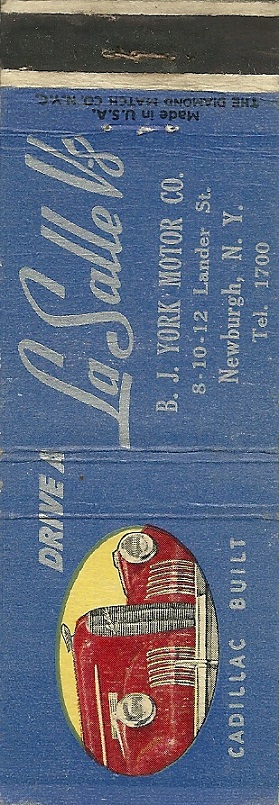 Made in U.S.A.
THE DIAMOND MATCH CO. N.Y.C.
DRIVE A
La Salle V8
B. J. YORK MOTOR CO.
8-10-12 Lander St.
Newburgh, N. Y.
Tel. 1700
CADILLAC BUILT